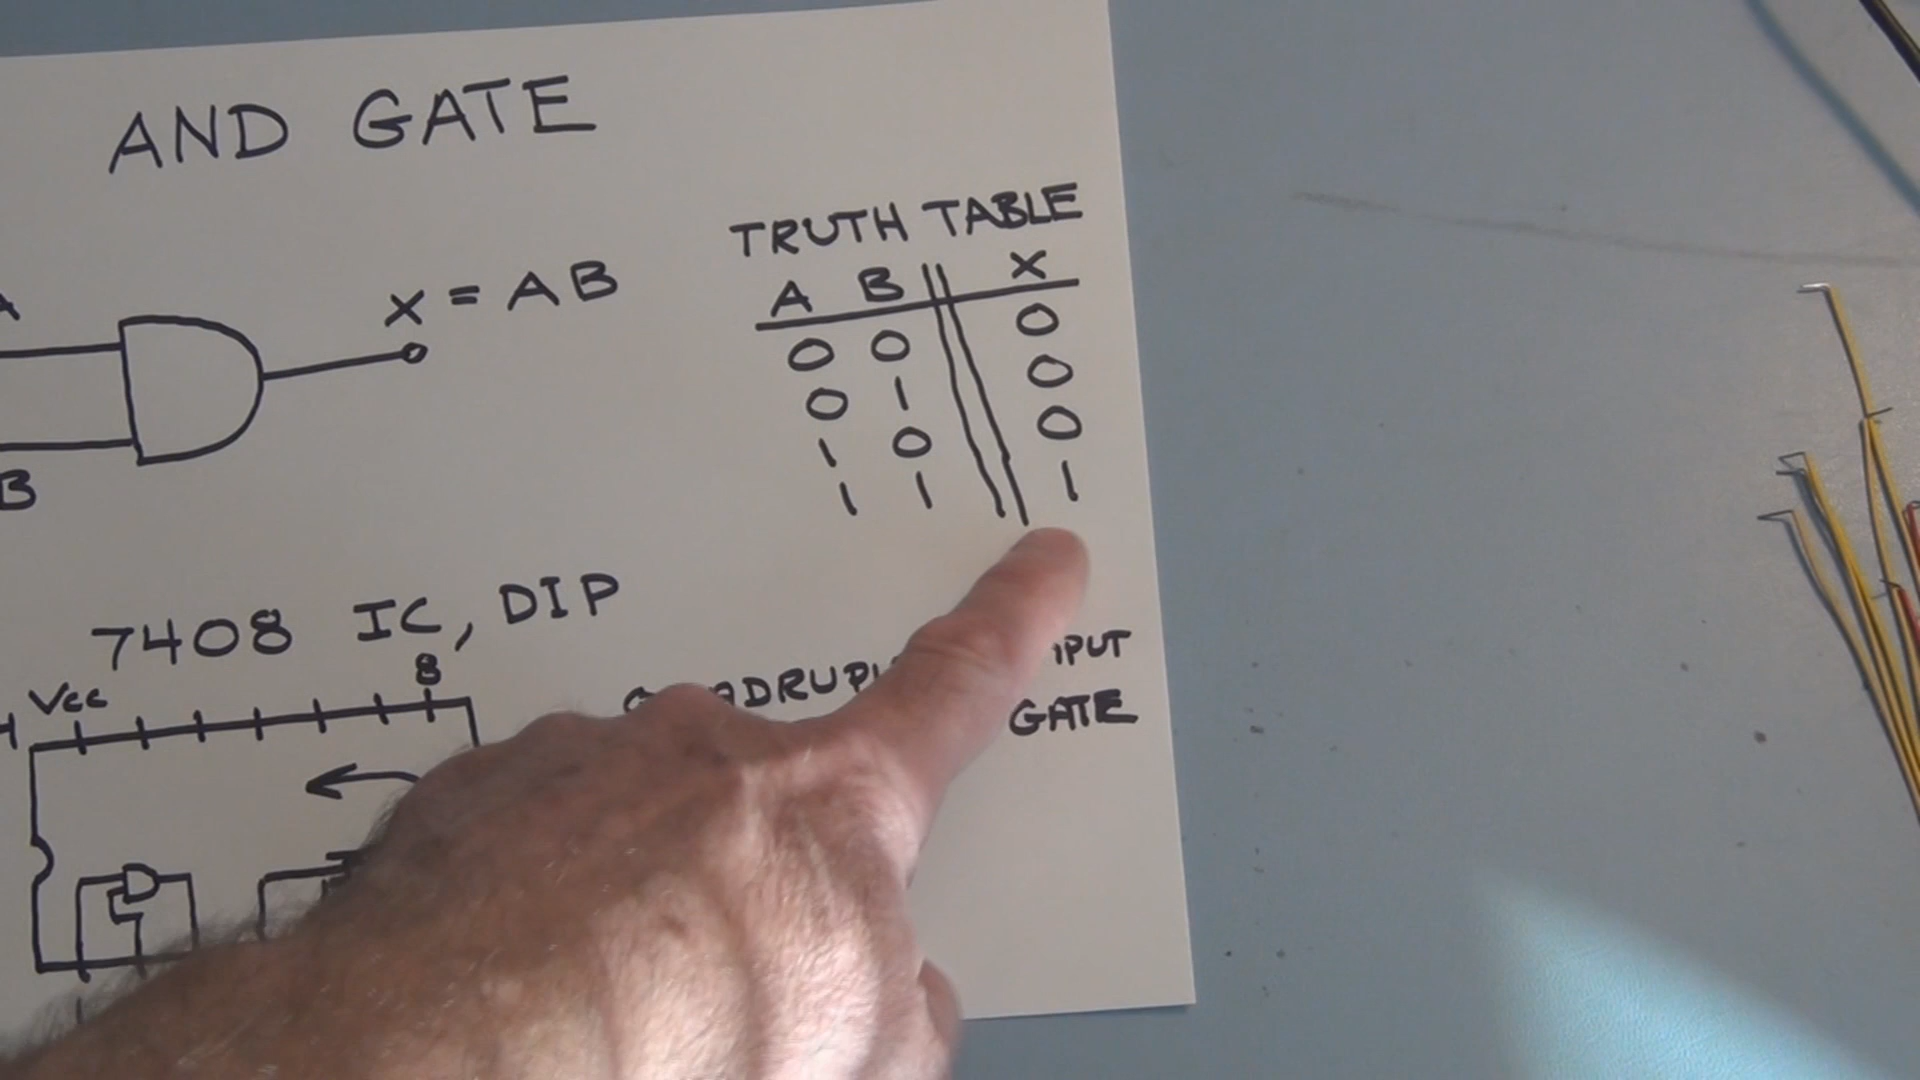 AND GATE
TRUTH TABLE
A B X
0 0 0
0 1 0
1 0 0
1 1 1
A
X = AB
B
7408 IC, DIP
8
Vcc
GATE